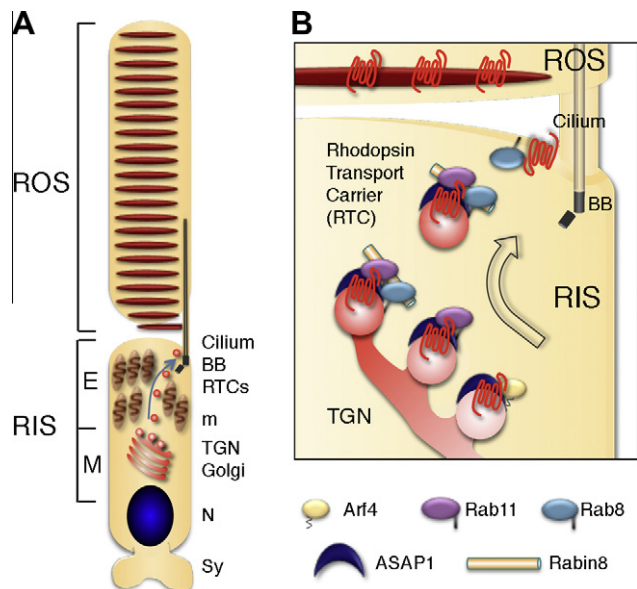 A
ROS
RIS
E
M
Cilium
BB
RTCs
m
TGN
Golgi
N
Sy
B
ROS
Cilium
Rhodopsin
Transport
Carrier
(RTC)
BB
RIS
TGN
Arf4
Rab11
Rab8
ASAP1
Rabin8